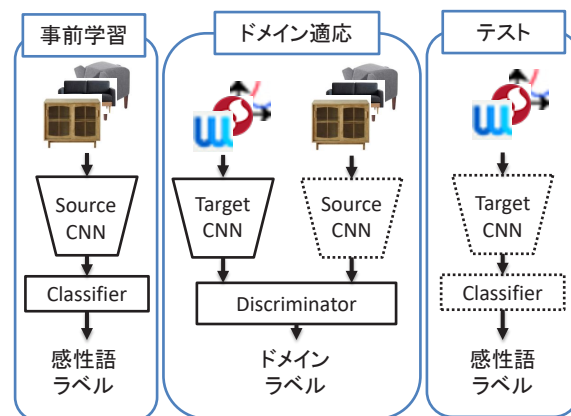 事前学習
Source
CNN
Classifier
感性語
ラベル
ドメイン適応
Target
CNN
Source
CNN
Discriminator
ドメイン
ラベル
テスト
Target
CNN
Classifier
感性語
ラベル